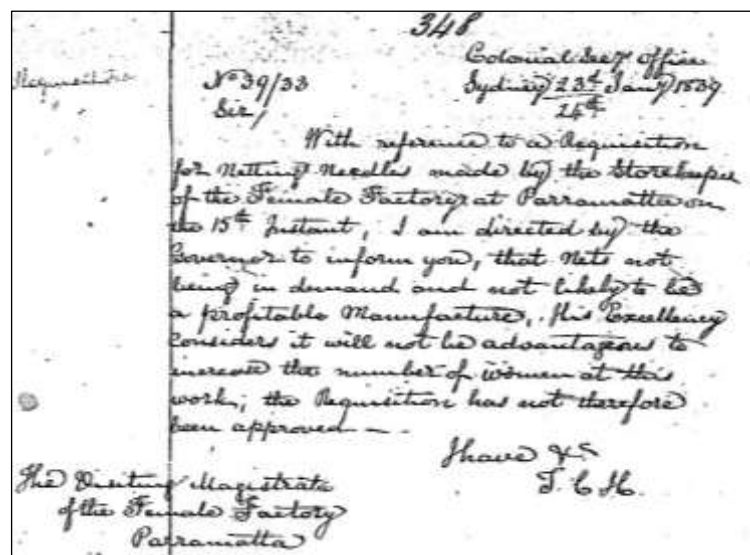 348
Colonial Secy's Office
Requisitions
No 39/33
Sydney 23d Jany 1839
24th
Sir,
With reference to a Requisition
for Netting Needles made by the Storekeeper
of the Female Factory at Parramatta on
the 15th Instant, I am directed by the
Governor to inform you, that Nets not
being in demand and not likely to be
a profitable Manufacture, His Excellency
Considers it will not be advantageous to
increase the number of women at this
work; the Requisition has not therefore
been approved —.
I have &c
T. C. H.
The Visiting Magistrate
of the Female Factory
Parramatta